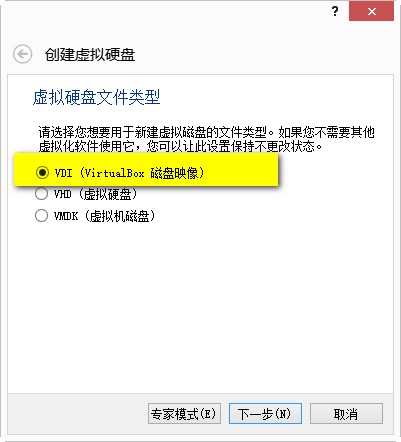 ?
创建虚拟硬盘
虚拟硬盘文件类型
请选择您想要用于新建虚拟磁盘的文件类型。如果您不需要其他
虚拟化软件使用它，您可以让此设置保持不更改状态。
VDI (VirtualBox 磁盘映像)
VHD (虚拟硬盘)
VMDK (虚拟机磁盘)
专家模式(E) 下一步(N) 取消